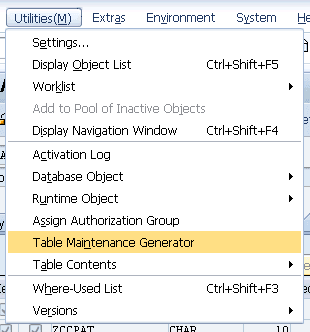 Utilities(M) Extras Environment System He
Settings...
Display Object List Ctrl+Shift+F5
Worklist
Add to Pool of Inactive Objects
Display Navigation Window Ctrl+Shift+F4
Activation Log
Database Object
Runtime Object
Assign Authorization Group
Table Maintenance Generator
Table Contents
Where-Used List Ctrl+Shift+F3
Versions
ZCCPAT CHAR 10